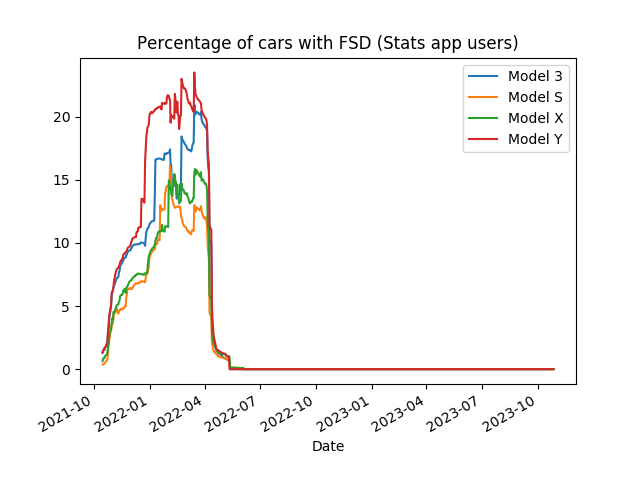 Percentage of cars with FSD (Stats app users)
Model 3
Model S
Model X
Model Y
20
15
10
5
0
2021-10
2022-01
2022-04
2022-07
2022-10
2023-01
2023-04
2023-07
2023-10
Date